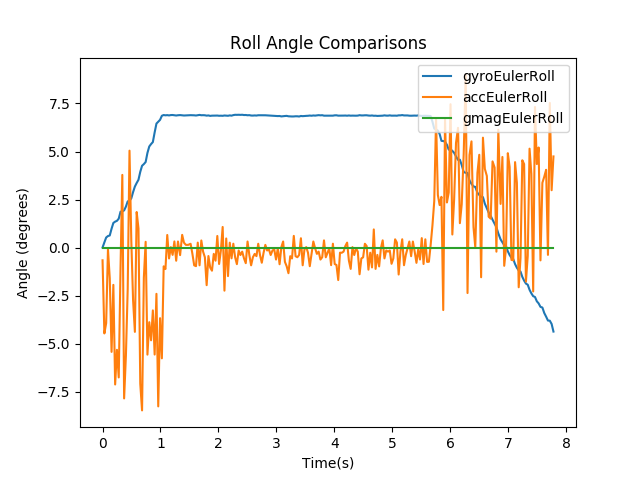 Roll Angle Comparisons
gyroEulerRoll
accEulerRoll
gmagEulerRoll
Angle (degrees)
7.5
5.0
2.5
0.0
−2.5
−5.0
−7.5
0 1 2 3 4 5 6 7 8
Time(s)